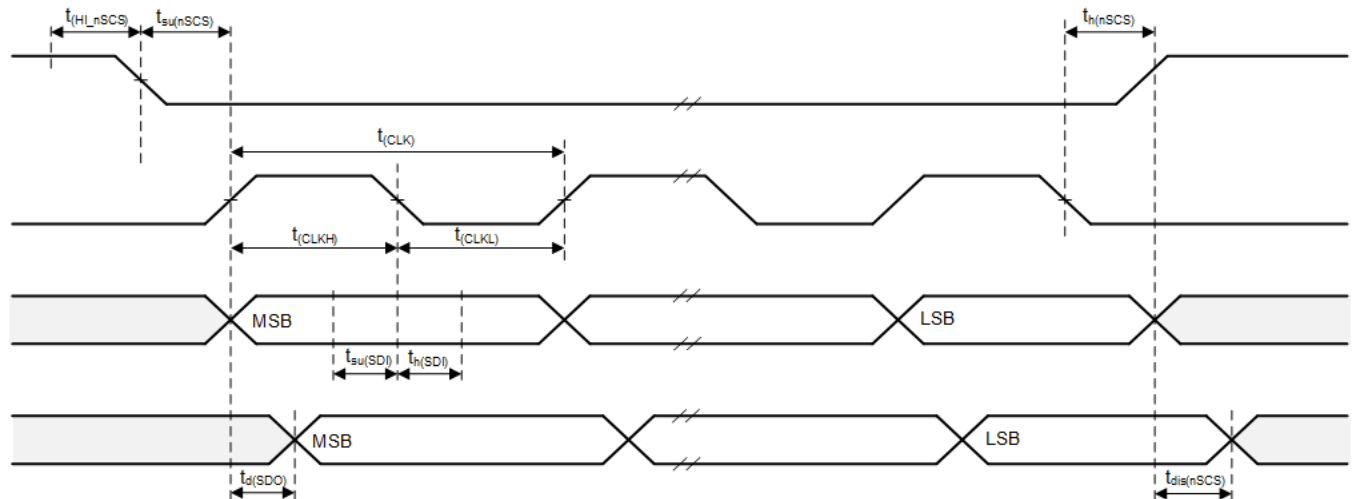 t(HI_nSCS) tsu(nSCS) th(nSCS)
t(CLK)
t(CLKH) t(CLKL)
MSB LSB
tsu(SDI) th(SDI)
MSB LSB
td(SDO) tdis(nSCS)